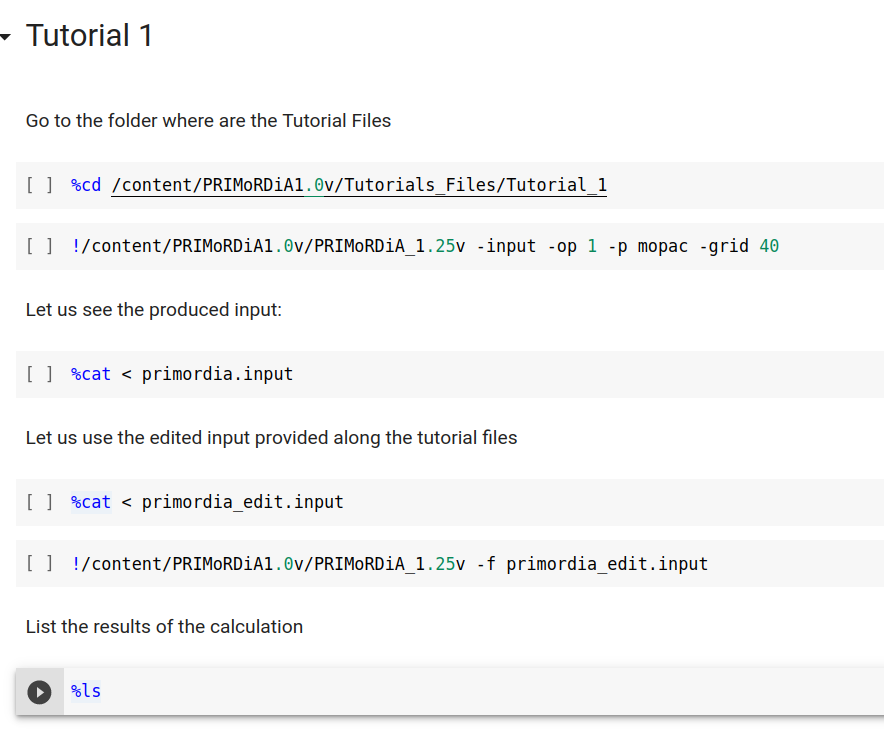 Tutorial 1
Go to the folder where are the Tutorial Files
[ ] %cd /content/PRIMoRDiA1.0v/Tutorials_Files/Tutorial_1
[ ] !/content/PRIMoRDiA1.0v/PRIMoRDiA_1.25v -input -op 1 -p mopac -grid 40
Let us see the produced input:
[ ] %cat < primordia.input
Let us use the edited input provided along the tutorial files
[ ] %cat < primordia_edit.input
[ ] !/content/PRIMoRDiA1.0v/PRIMoRDiA_1.25v -f primordia_edit.input
List the results of the calculation
%ls